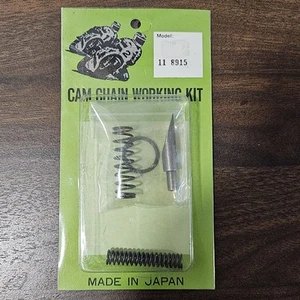 Model:
11 8915
CAM CHAIN WORKING KIT
MADE IN JAPAN